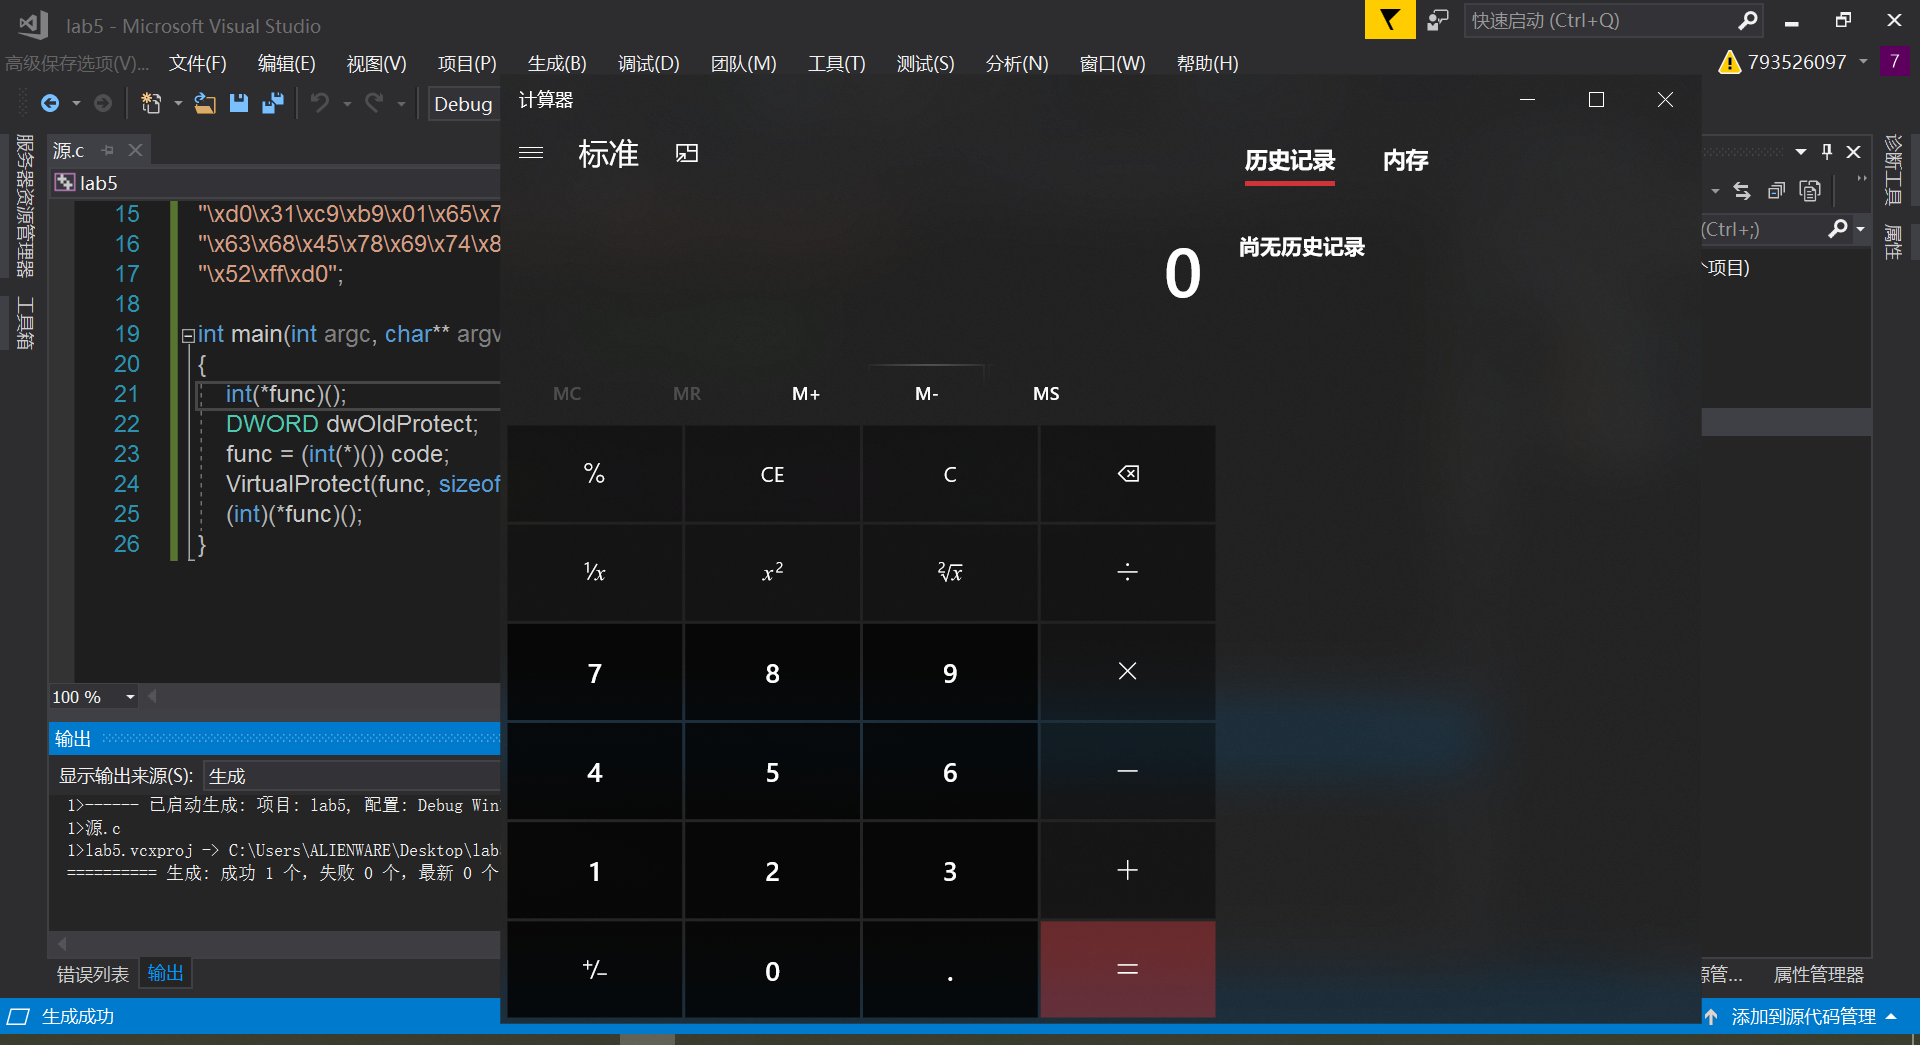 lab5 - Microsoft Visual Studio
快速启动 (Ctrl+Q)
高级保存选项(V)... 文件(F) 编辑(E) 视图(V) 项目(P) 生成(B) 调试(D) 团队(M) 工具(T) 测试(S) 分析(N) 窗口(W) 帮助(H)
793526097 7
Debug
服务器资源管理器
工具箱
源.c
lab5
15 "\xd0\x31\xc9\xb9\x01\x65\x7
16 "\x63\x68\x45\x78\x69\x74\x8
17 "\x52\xff\xd0";
18
19 int main(int argc, char** argv
20 {
21 int(*func)();
22 DWORD dwOldProtect;
23 func = (int(*)()) code;
24 VirtualProtect(func, sizeof
25 (int)(*func)();
26 }
100 %
输出
显示输出来源(S): 生成
1>------ 已启动生成: 项目: lab5, 配置: Debug Win
1>源.c
1>lab5.vcxproj -> C:\Users\ALIENWARE\Desktop\lab
========== 生成: 成功 1 个，失败 0 个，最新 0 个
错误列表 输出
生成成功
计算器
标准
历史记录 内存
尚无历史记录
0
MC MR M+ M- MS
% CE C
⅟x x² ²√x ÷
7 8 9 ×
4 5 6 −
1 2 3 +
+/− 0 . =
(Ctrl+;)
个项目)
诊断工具
属性
源管... 属性管理器
添加到源代码管理